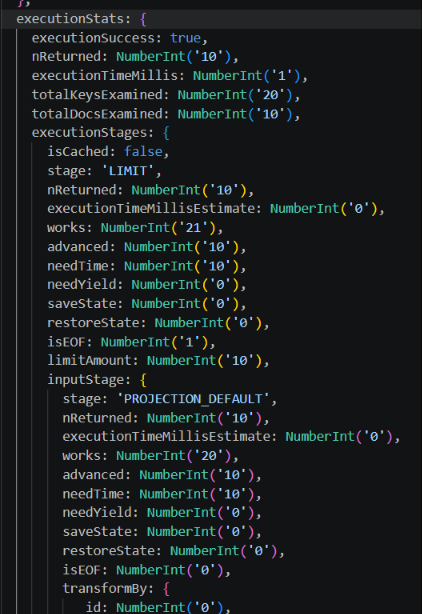 },
executionStats: {
executionSuccess: true,
nReturned: NumberInt('10'),
executionTimeMillis: NumberInt('1'),
totalKeysExamined: NumberInt('20'),
totalDocsExamined: NumberInt('10'),
executionStages: {
isCached: false,
stage: 'LIMIT',
nReturned: NumberInt('10'),
executionTimeMillisEstimate: NumberInt('0'),
works: NumberInt('21'),
advanced: NumberInt('10'),
needTime: NumberInt('10'),
needYield: NumberInt('0'),
saveState: NumberInt('0'),
restoreState: NumberInt('0'),
isEOF: NumberInt('1'),
limitAmount: NumberInt('10'),
inputStage: {
stage: 'PROJECTION_DEFAULT',
nReturned: NumberInt('10'),
executionTimeMillisEstimate: NumberInt('0'),
works: NumberInt('20'),
advanced: NumberInt('10'),
needTime: NumberInt('10'),
needYield: NumberInt('0'),
saveState: NumberInt('0'),
restoreState: NumberInt('0'),
isEOF: NumberInt('0'),
transformBy: {
id: NumberInt('0'),